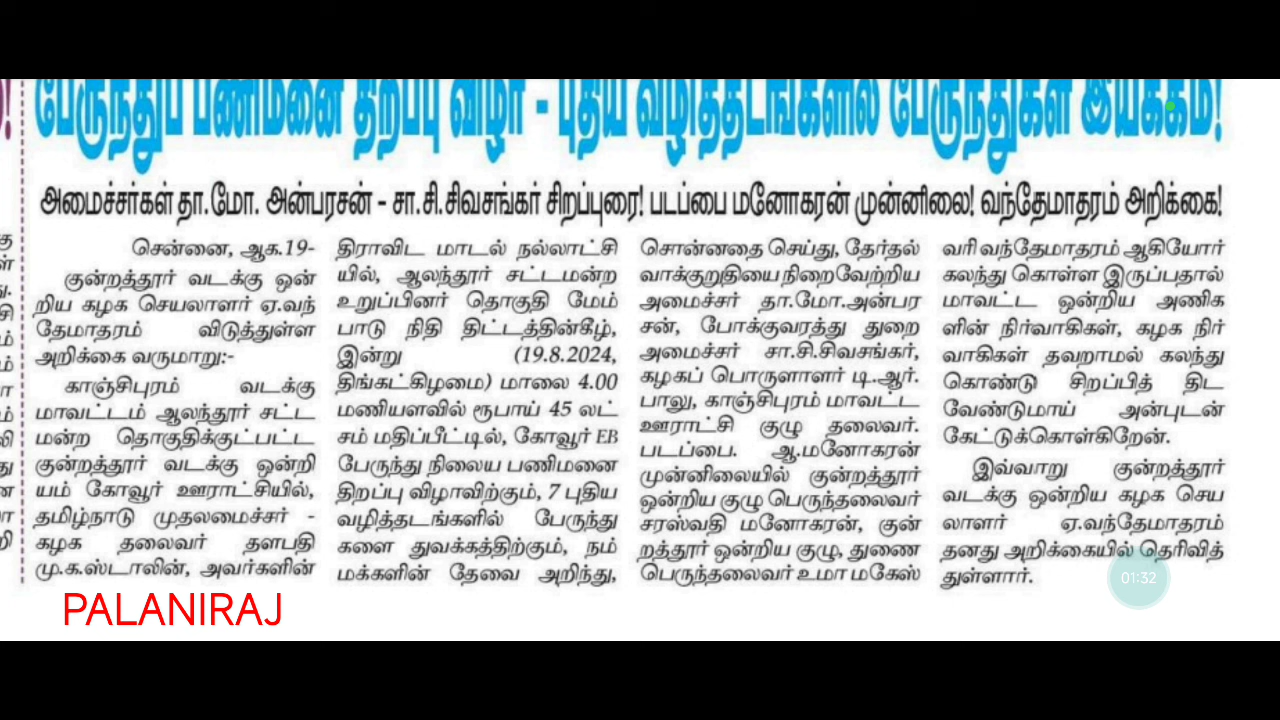 பேருந்துப் பணிமனை திறப்பு விழா - புதிய வழித்தடங்களில் பேருந்துகள் இயக்கம்!
அமைச்சர்கள் தா.மோ. அன்பரசன் - சா.சி.சிவசங்கர் சிறப்புரை! படப்பை மனோகரன் முன்னிலை! வந்தேமாதரம் அறிக்கை!
சென்னை, ஆக.19-
குன்றத்தூர் வடக்கு ஒன்
றிய கழக செயலாளர் ஏ.வந்
தேமாதரம் விடுத்துள்ள
அறிக்கை வருமாறு:-
காஞ்சிபுரம் வடக்கு
மாவட்டம் ஆலந்தூர் சட்ட
மன்ற தொகுதிக்குட்பட்ட
குன்றத்தூர் வடக்கு ஒன்றி
யம் கோவூர் ஊராட்சியில்,
தமிழ்நாடு முதலமைச்சர் -
கழக தலைவர் தளபதி
மு.க.ஸ்டாலின், அவர்களின்
திராவிட மாடல் நல்லாட்சி
யில், ஆலந்தூர் சட்டமன்ற
உறுப்பினர் தொகுதி மேம்
பாடு நிதி திட்டத்தின்கீழ்,
இன்று (19.8.2024,
திங்கட்கிழமை) மாலை 4.00
மணியளவில் ரூபாய் 45 லட்
சம் மதிப்பீட்டில், கோவூர் EB
பேருந்து நிலைய பணிமனை
திறப்பு விழாவிற்கும், 7 புதிய
வழித்தடங்களில் பேருந்து
களை துவக்கத்திற்கும், நம்
மக்களின் தேவை அறிந்து,
சொன்னதை செய்து, தேர்தல்
வாக்குறுதியை நிறைவேற்றிய
அமைச்சர் தா.மோ.அன்பர
சன், போக்குவரத்து துறை
அமைச்சர் சா.சி.சிவசங்கர்,
கழகப் பொருளாளர் டி.ஆர்.
பாலு, காஞ்சிபுரம் மாவட்ட
ஊராட்சி குழு தலைவர்.
படப்பை. ஆ.மனோகரன்
முன்னிலையில் குன்றத்தூர்
ஒன்றிய குழு பெருந்தலைவர்
சரஸ்வதி மனோகரன், குன்
றத்தூர் ஒன்றிய குழு, துணை
பெருந்தலைவர் உமா மகேஸ்
வரி வந்தேமாதரம் ஆகியோர்
கலந்து கொள்ள இருப்பதால்
மாவட்ட ஒன்றிய அணிக
ளின் நிர்வாகிகள், கழக நிர்
வாகிகள் தவறாமல் கலந்து
கொண்டு சிறப்பித் திட
வேண்டுமாய் அன்புடன்
கேட்டுக்கொள்கிறேன்.
இவ்வாறு குன்றத்தூர்
வடக்கு ஒன்றிய கழக செய
லாளர் ஏ.வந்தேமாதரம்
தனது அறிக்கையில் தெரிவித்
துள்ளார்.
01:32
PALANIRAJ